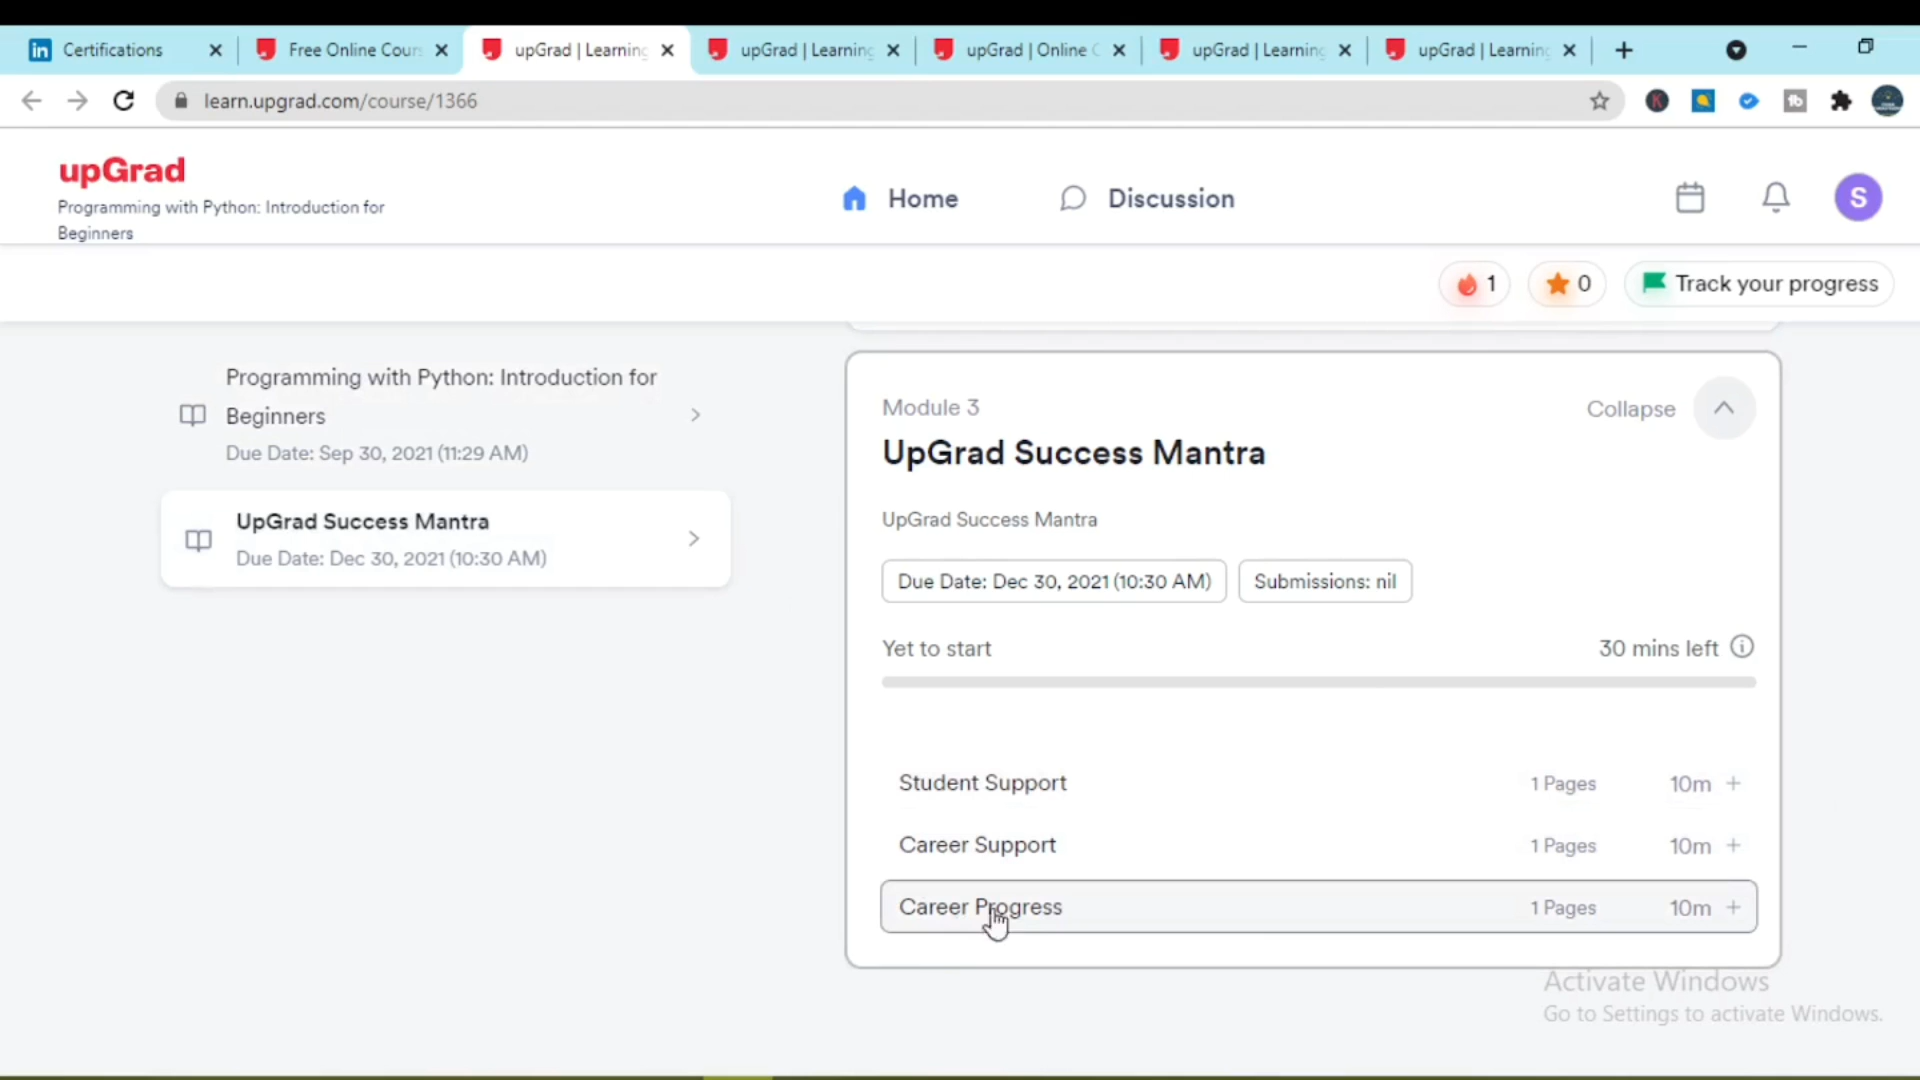 Certifications
Free Online Cour
upGrad | Learning
upGrad | Learning
upGrad | Online C
upGrad | Learning
upGrad | Learning
learn.upgrad.com/course/1366
upGrad
Programming with Python: Introduction for
Beginners
Home
Discussion
S
1
0
Track your progress
Programming with Python: Introduction for
Beginners
Due Date: Sep 30, 2021 (11:29 AM)
UpGrad Success Mantra
Due Date: Dec 30, 2021 (10:30 AM)
Module 3
Collapse
UpGrad Success Mantra
UpGrad Success Mantra
Due Date: Dec 30, 2021 (10:30 AM) Submissions: nil
Yet to start 30 mins left
Student Support 1 Pages 10m +
Career Support 1 Pages 10m +
Career Progress 1 Pages 10m +
Activate Windows
Go to Settings to activate Windows.